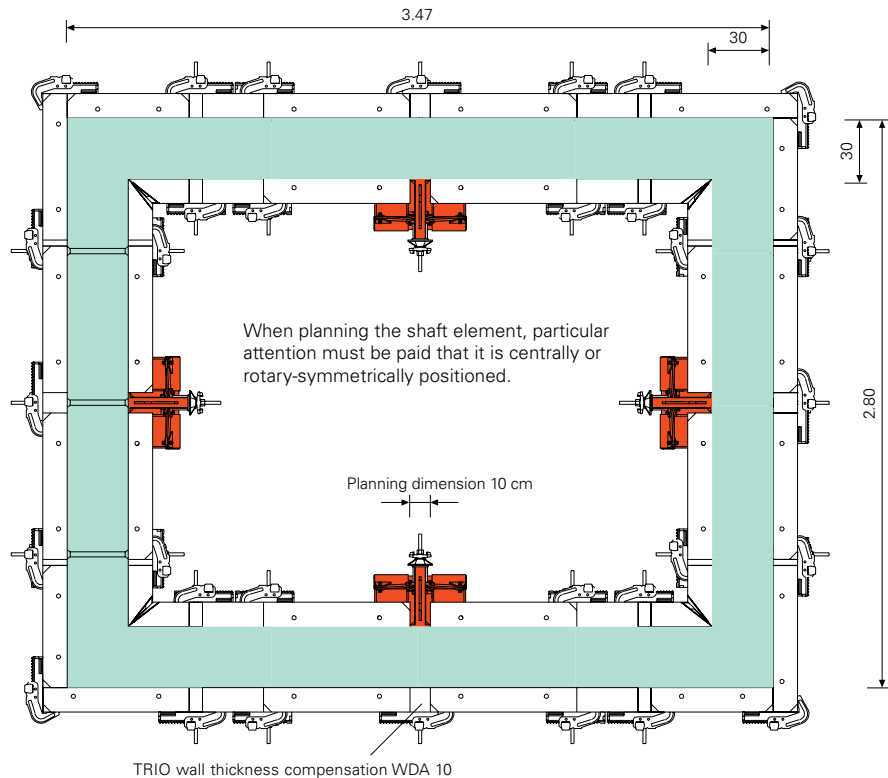 3.47
30
30
When planning the shaft element, particular
attention must be paid that it is centrally or
rotary-symmetrically positioned.
2.80
Planning dimension 10 cm
TRIO wall thickness compensation WDA 10